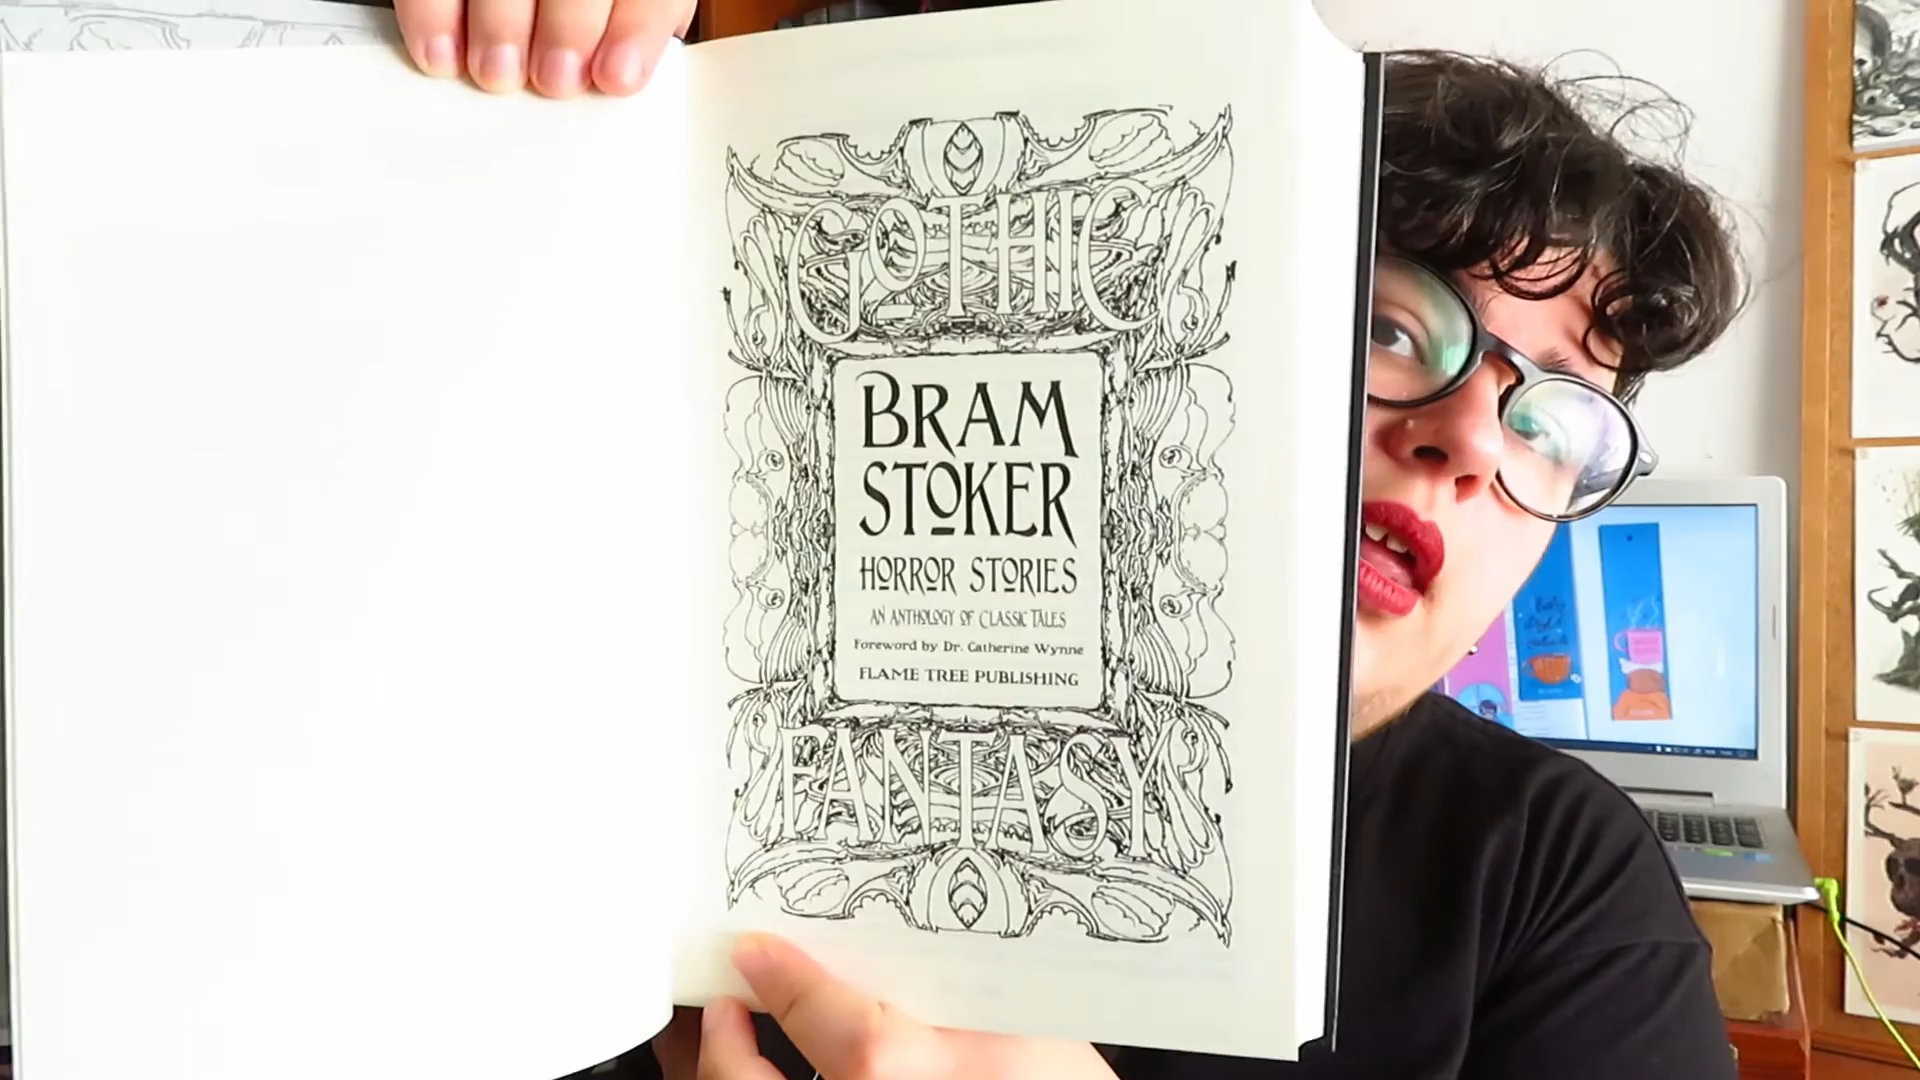 GOTHIC
BRAM
STOKER
HORROR STORIES
AN ANTHOLOGY OF CLASSIC TALES
Foreword by Dr. Catherine Wynne
FLAME TREE PUBLISHING
FANTASY